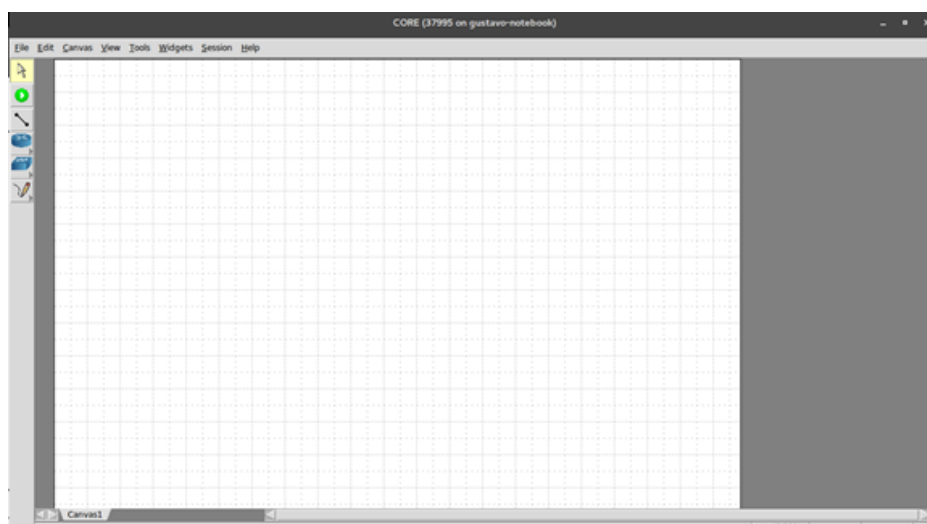 CORE (37995 on gustavo-notebook)
File Edit Canvas View Tools Widgets Session Help
Canvas1